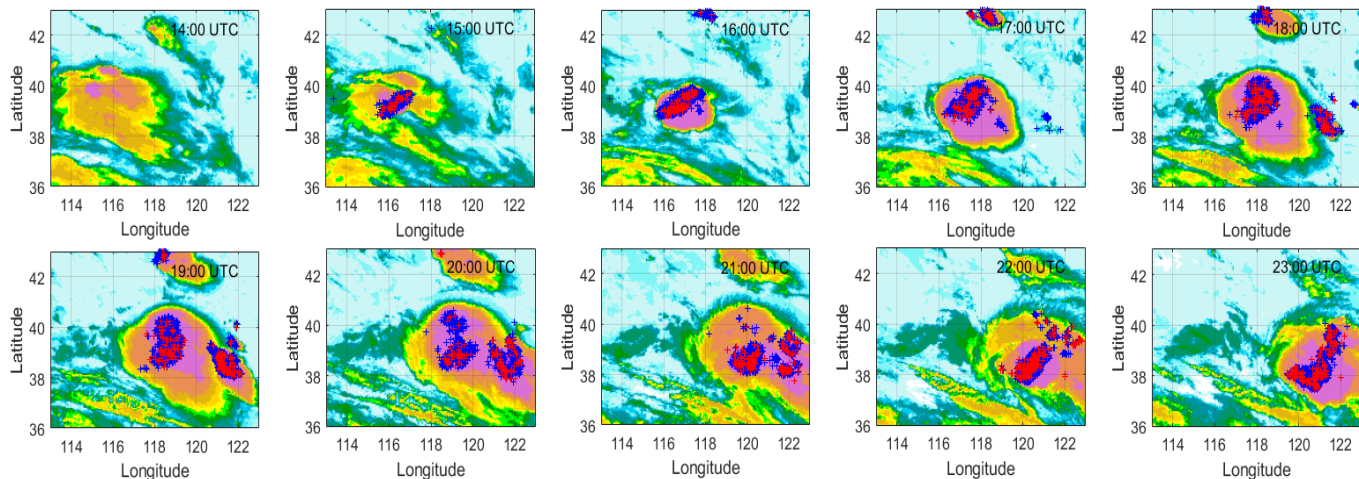 14:00 UTC
42
40
38
36
Latitude
114 116 118 120 122
Longitude
15:00 UTC
42
40
38
36
Latitude
114 116 118 120 122
Longitude
16:00 UTC
42
40
38
36
Latitude
114 116 118 120 122
Longitude
17:00 UTC
42
40
38
36
Latitude
114 116 118 120 122
Longitude
18:00 UTC
42
40
38
36
Latitude
114 116 118 120 122
Longitude
19:00 UTC
42
40
38
36
Latitude
114 116 118 120 122
Longitude
20:00 UTC
42
40
38
36
Latitude
114 116 118 120 122
Longitude
21:00 UTC
42
40
38
36
Latitude
114 116 118 120 122
Longitude
22:00 UTC
42
40
38
36
Latitude
114 116 118 120 122
Longitude
23:00 UTC
42
40
38
36
Latitude
114 116 118 120 122
Longitude